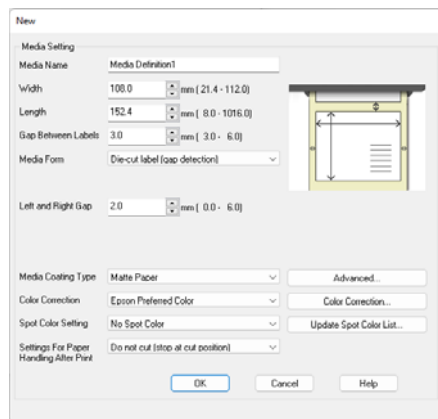 New
Media Setting
Media Name Media Definition1
Width 108.0 mm ( 21.4 - 112.0)
Length 152.4 mm ( 8.0 - 1016.0)
Gap Between Labels 3.0 mm ( 3.0 - 6.0)
Media Form Die-cut label (gap detection)
Left and Right Gap 2.0 mm ( 0.0 - 6.0)
Media Coating Type Matte Paper Advanced...
Color Correction Epson Preferred Color Color Correction...
Spot Color Setting No Spot Color Update Spot Color List...
Settings For Paper Do not cut (stop at cut position)
Handling After Print
OK Cancel Help